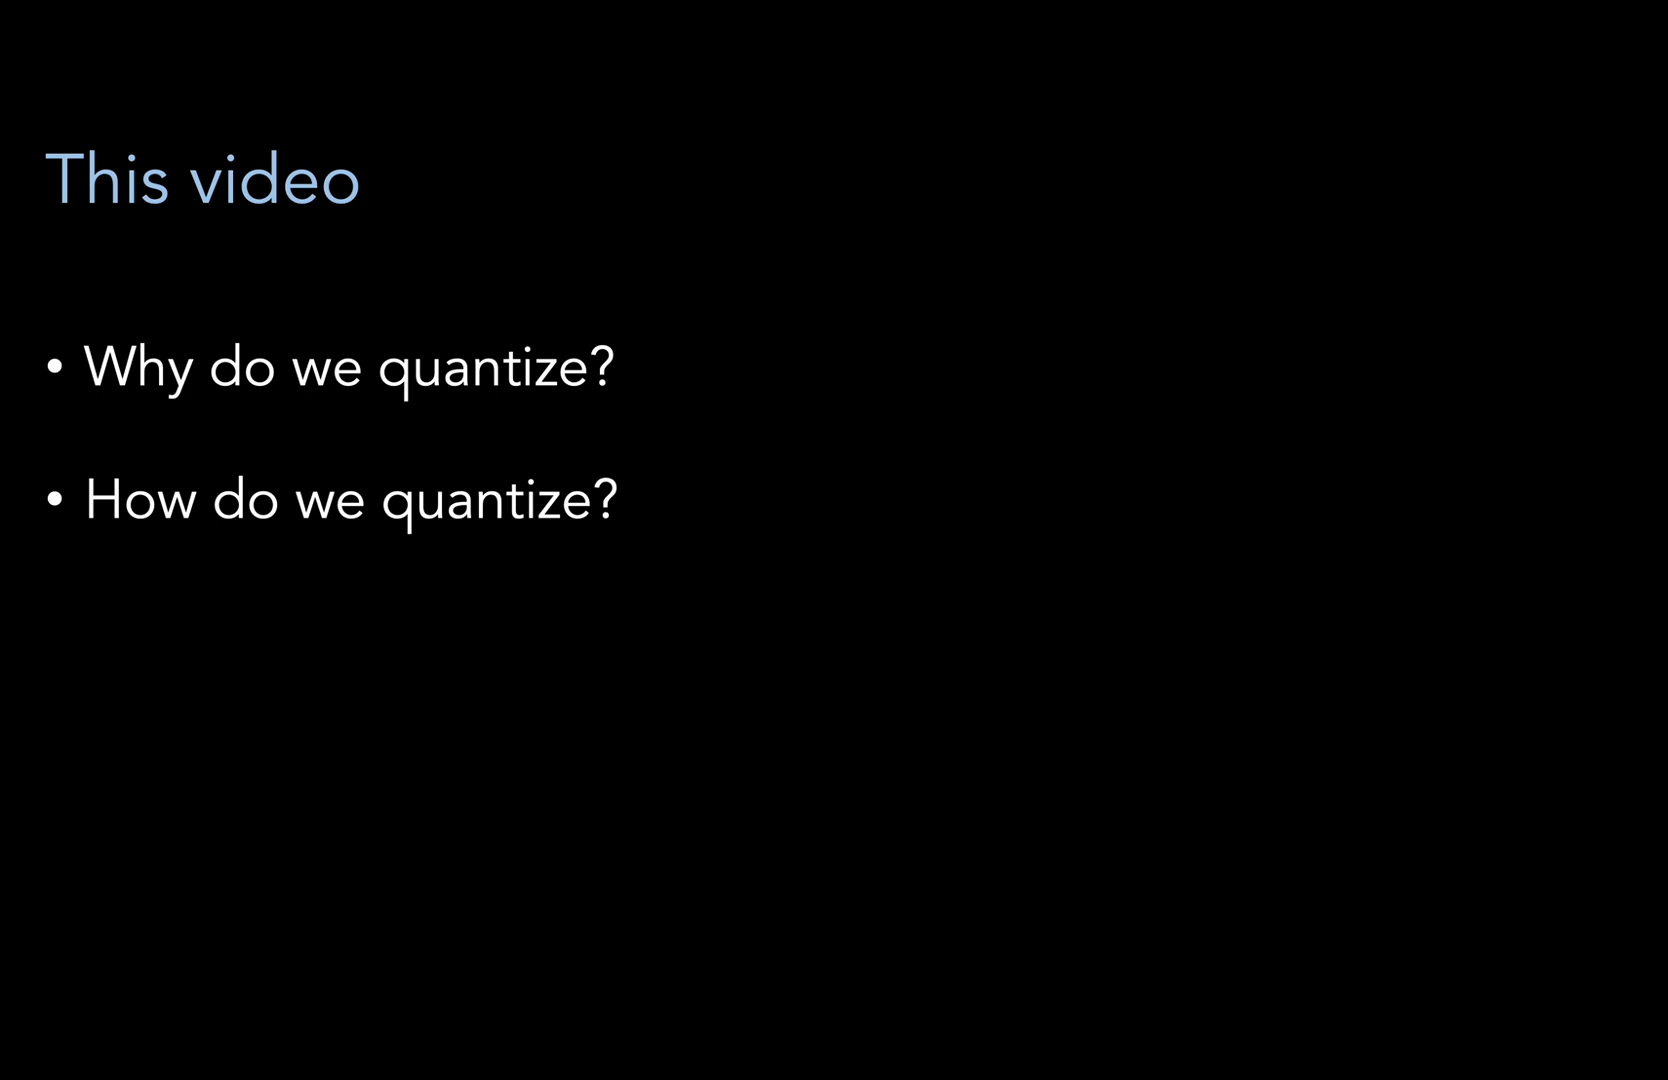 This video
• Why do we quantize?
• How do we quantize?